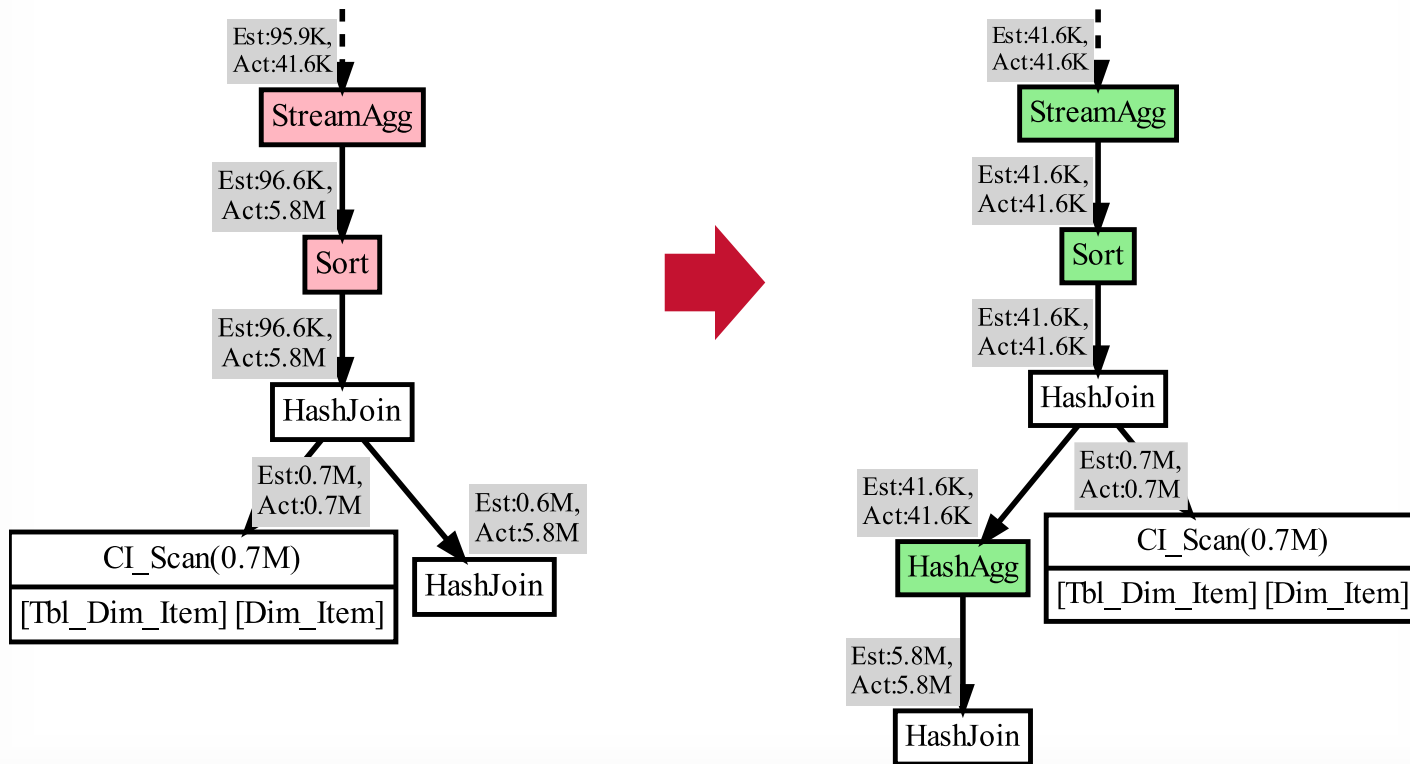 Est:95.9K,
Act:41.6K
StreamAgg
Est:96.6K,
Act:5.8M
Sort
Est:96.6K,
Act:5.8M
HashJoin
Est:0.7M,
Act:0.7M
Est:0.6M,
Act:5.8M
CI_Scan(0.7M)
[Tbl_Dim_Item] [Dim_Item]
HashJoin
Est:41.6K,
Act:41.6K
StreamAgg
Est:41.6K,
Act:41.6K
Sort
Est:41.6K,
Act:41.6K
HashJoin
Est:41.6K,
Act:41.6K
Est:0.7M,
Act:0.7M
HashAgg
CI_Scan(0.7M)
[Tbl_Dim_Item] [Dim_Item]
Est:5.8M,
Act:5.8M
HashJoin